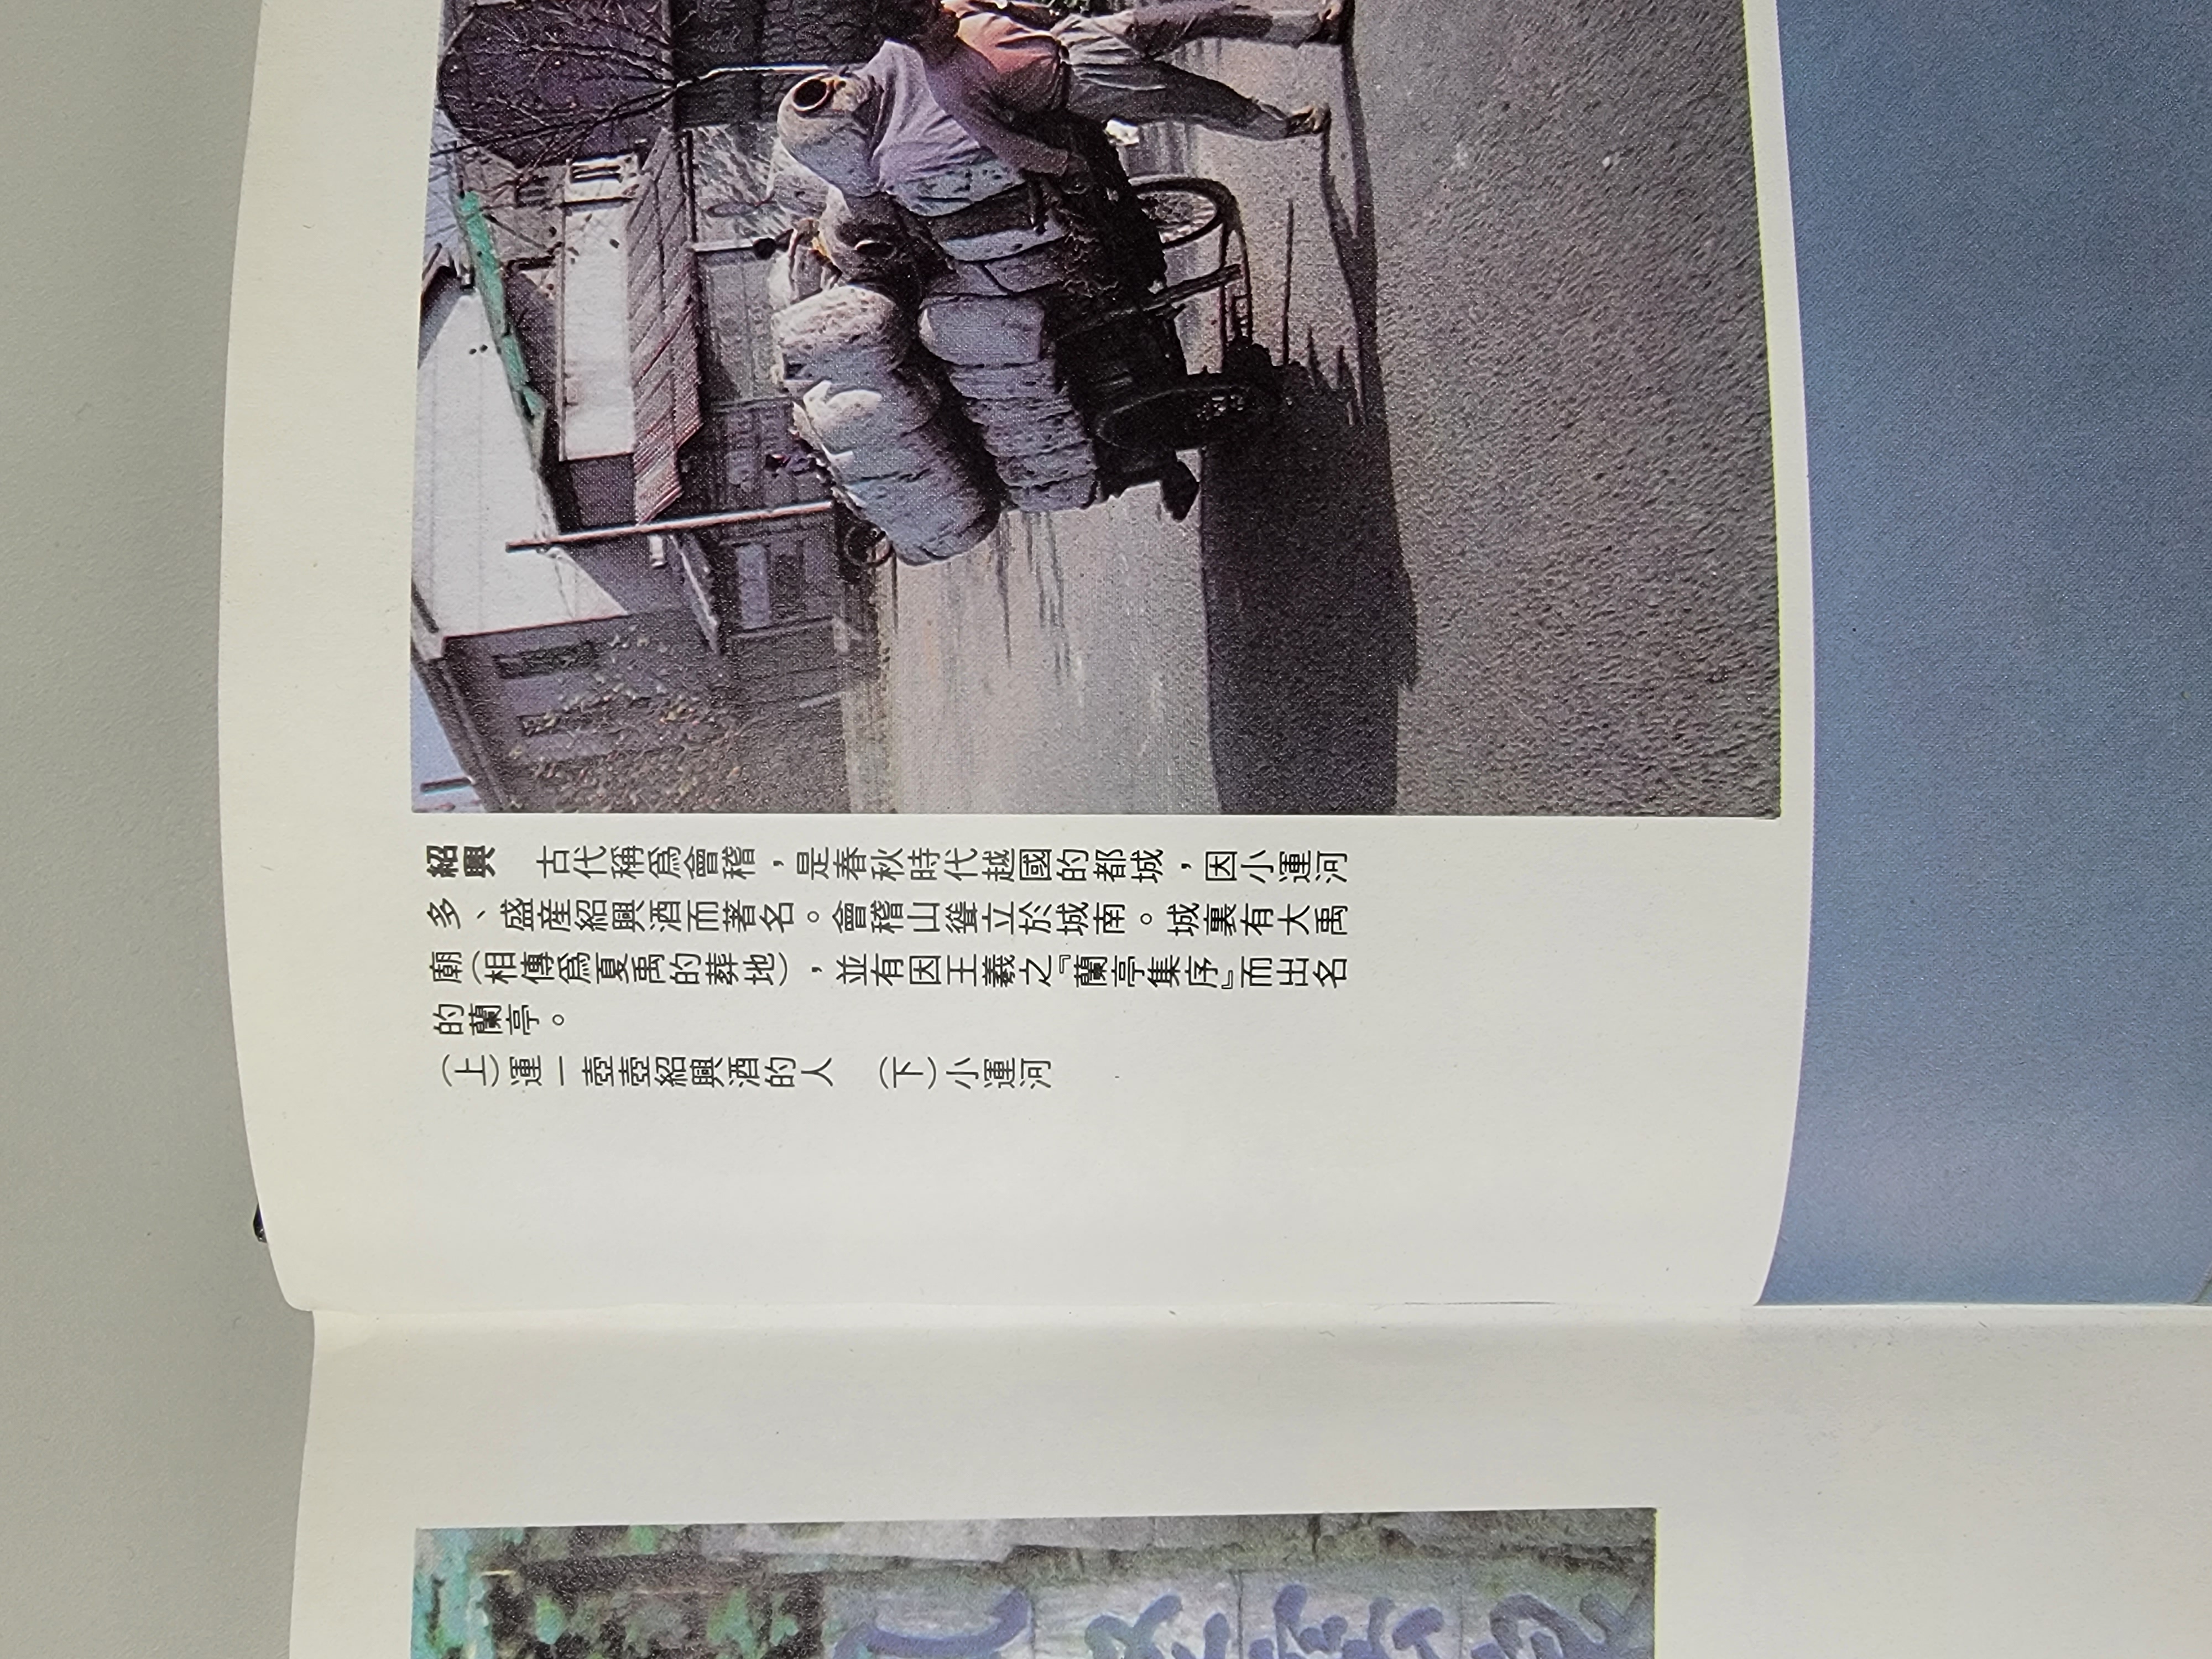 紹興　古代稱爲會稽，是春秋時代越國的都城，因小運河
多、盛産紹興酒而著名。會稽山聳立於城南。城裏有大禹
廟（相傳爲夏禹的葬地），並有因王羲之『蘭亭集序』而出名
的蘭亭。
（上）運一壺壺紹興酒的人　（下）小運河